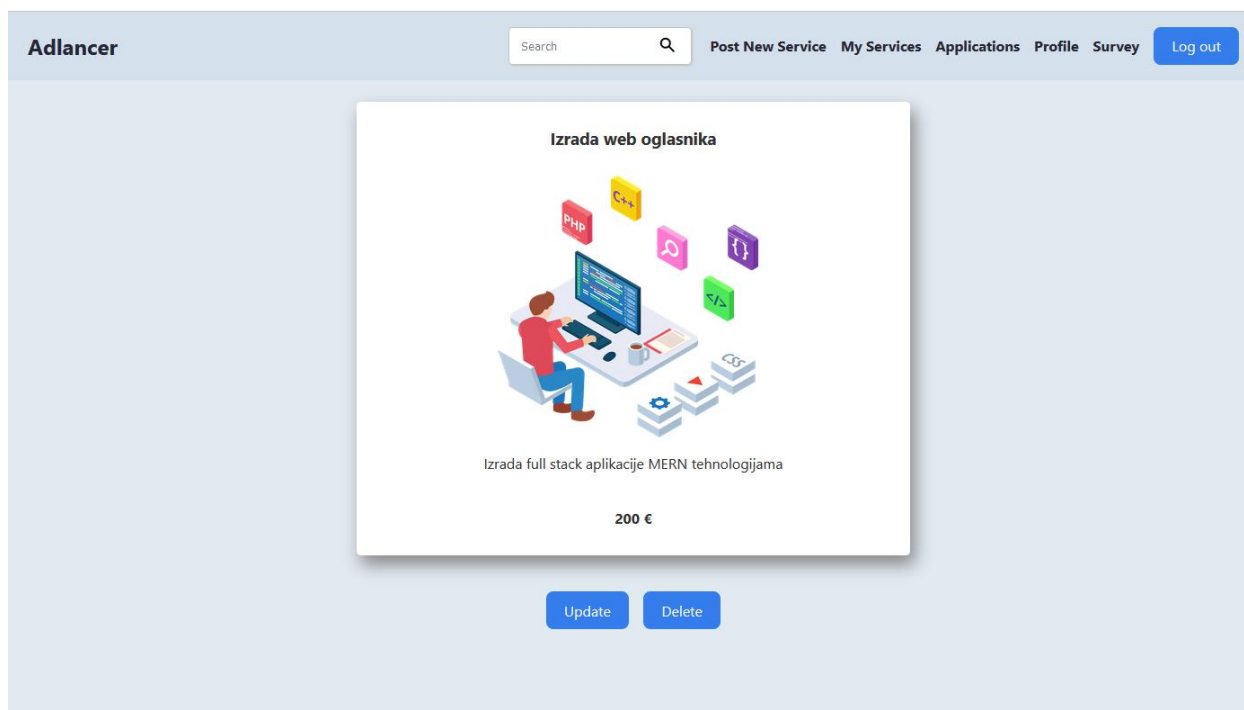 Adlancer
Search
Post New Service My Services Applications Profile Survey Log out
Izrada web oglasnika
C++
PHP
{}
</>
CSS
Izrada full stack aplikacije MERN tehnologijama
200 €
Update Delete